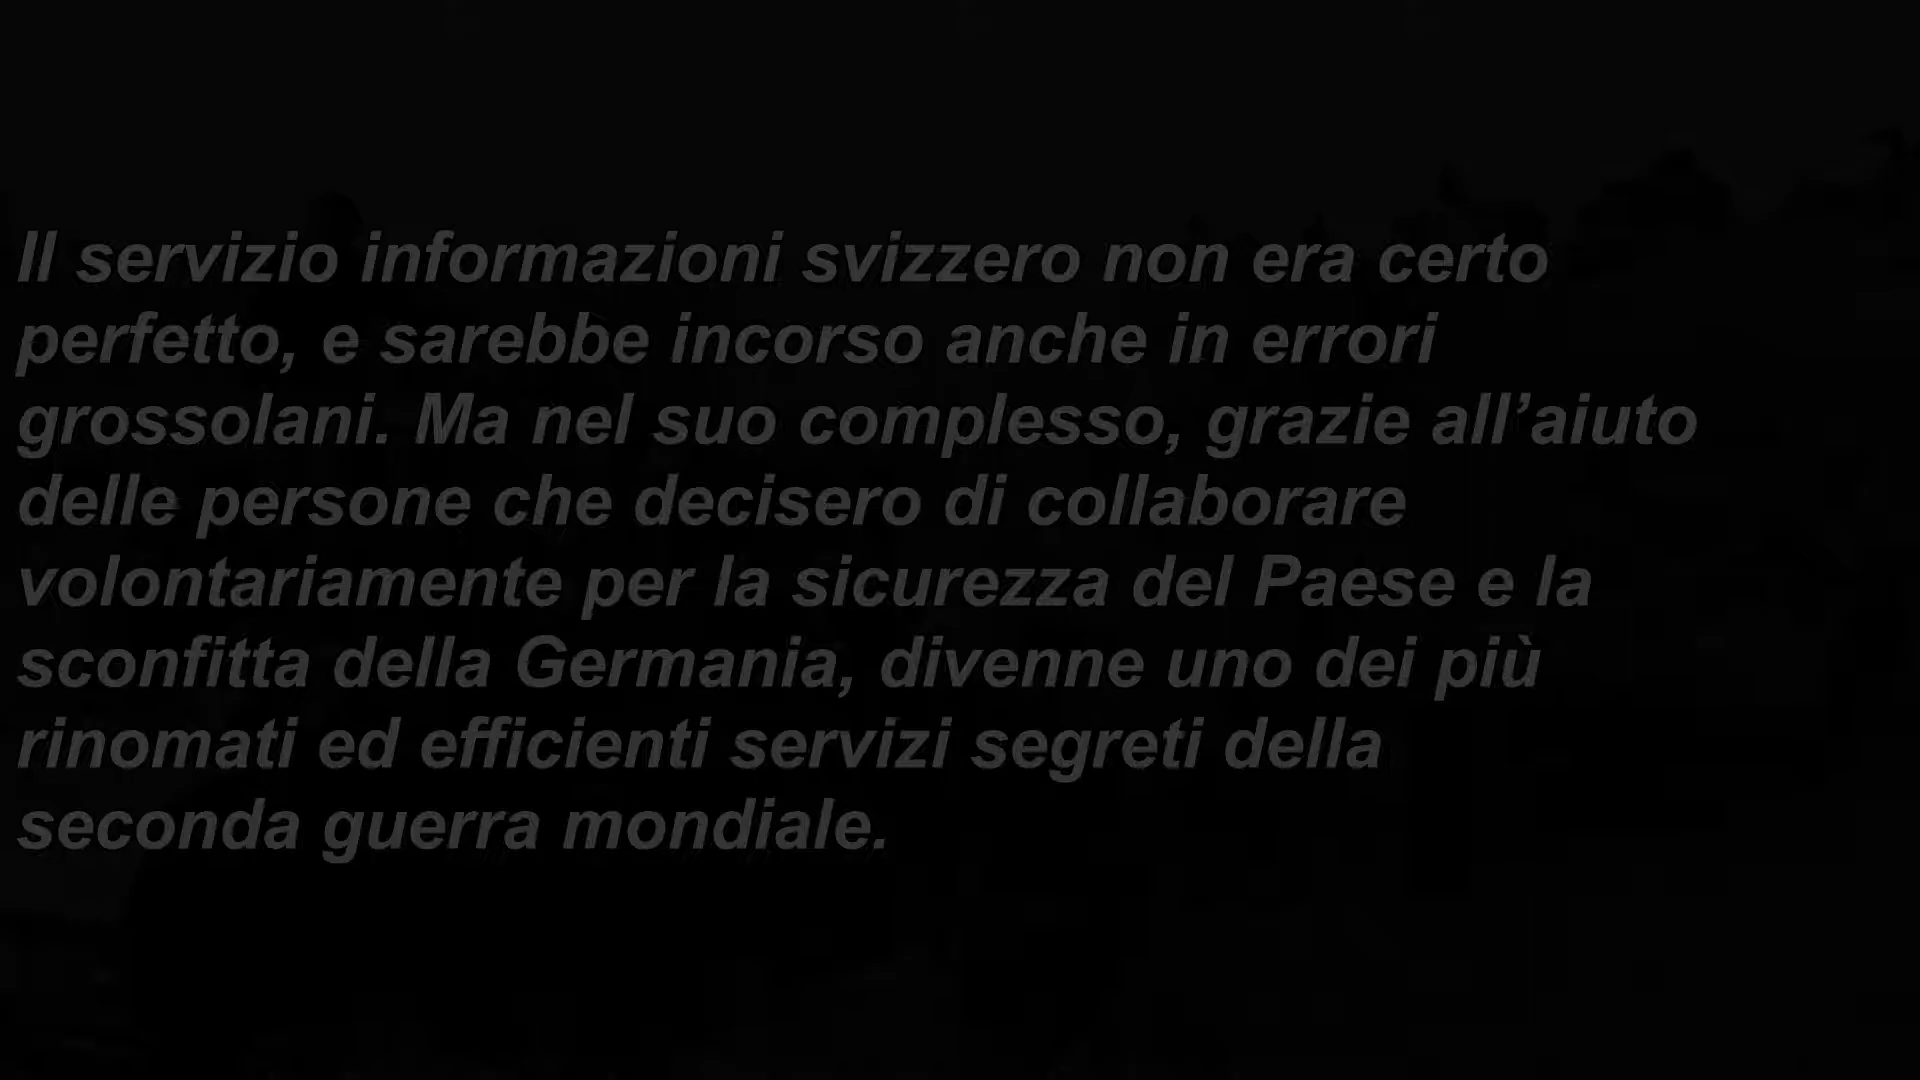 Il servizio informazioni svizzero non era certo
perfetto, e sarebbe incorso anche in errori
grossolani. Ma nel suo complesso, grazie all’aiuto
delle persone che decisero di collaborare
volontariamente per la sicurezza del Paese e la
sconfitta della Germania, divenne uno dei più
rinomati ed efficienti servizi segreti della
seconda guerra mondiale.